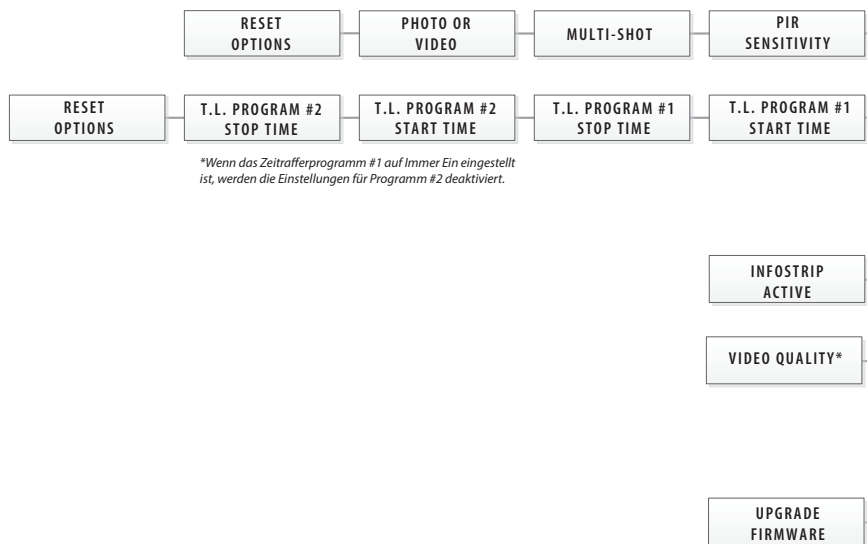 RESET
OPTIONS
PHOTO OR
VIDEO
MULTI-SHOT
PIR
SENSITIVITY
RESET
OPTIONS
T.L. PROGRAM #2
STOP TIME
T.L. PROGRAM #2
START TIME
T.L. PROGRAM #1
STOP TIME
T.L. PROGRAM #1
START TIME
*Wenn das Zeitrafferprogramm #1 auf Immer Ein eingestellt
ist, werden die Einstellungen für Programm #2 deaktiviert.
INFOSTRIP
ACTIVE
VIDEO QUALITY*
UPGRADE
FIRMWARE